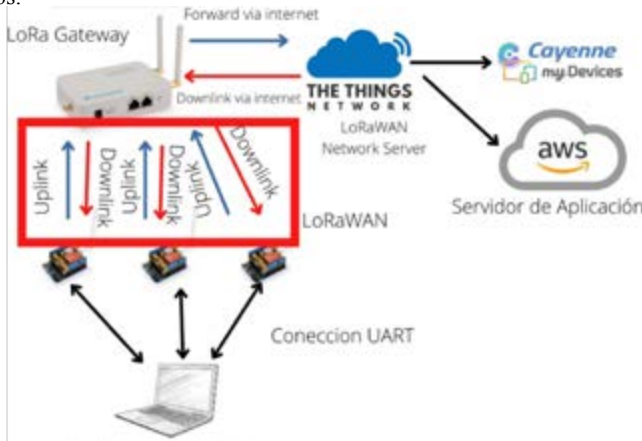 os.
Forward via internet
LoRa Gateway
Cayenne
my Devices
Downlink via internet
THE THINGS
NETWORK
LoRaWAN
Network Server
aws
Servidor de Aplicación
Uplink
Downlink
Uplink
Downlink
Uplink
Downlink
LoRaWAN
Coneccion UART